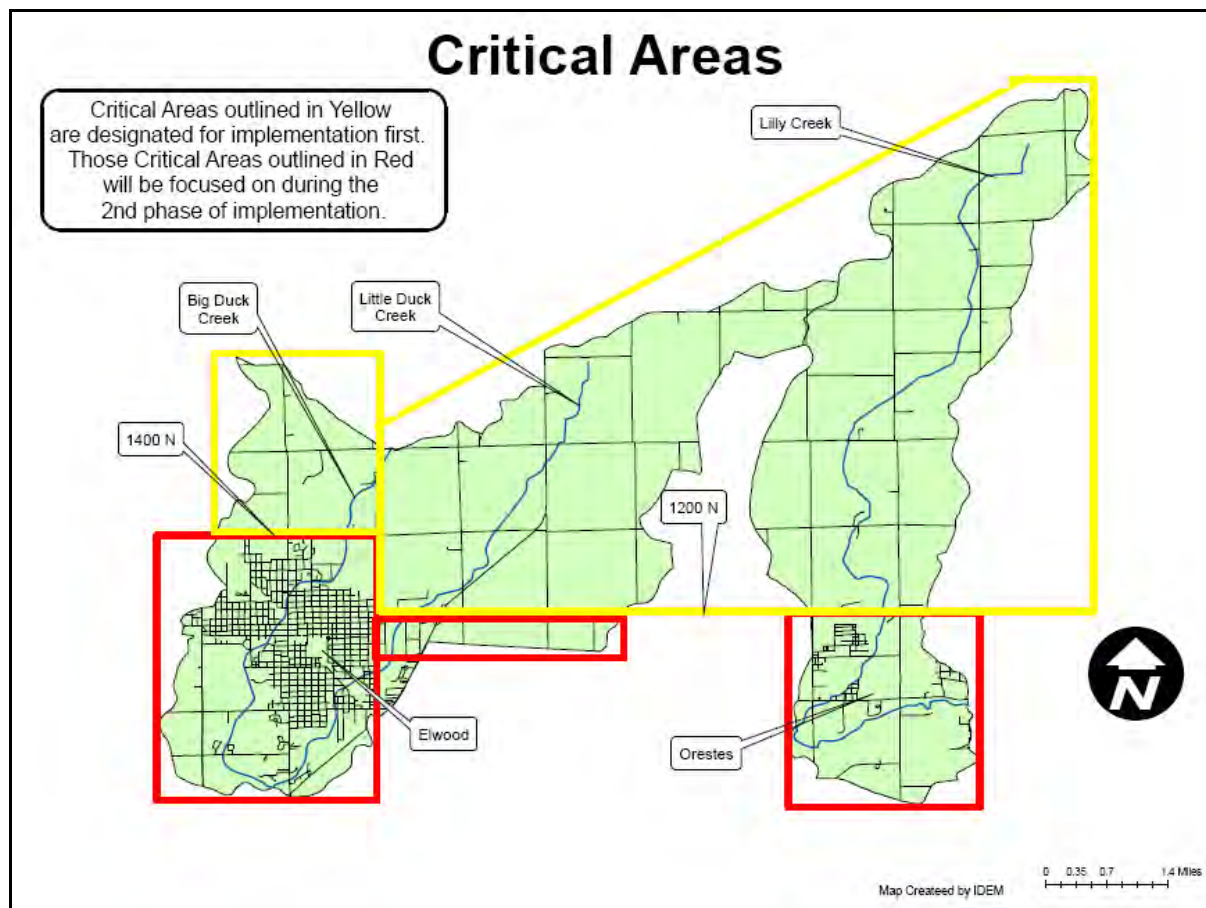 Critical Areas
Critical Areas outlined in Yellow
are designated for implementation first.
Those Critical Areas outlined in Red
will be focused on during the
2nd phase of implementation.
Lilly Creek
Big Duck
Creek
Little Duck
Creek
1400 N
1200 N
Elwood
Orestes
N
0 0.35 0.7 1.4 Miles
Map Createed by IDEM